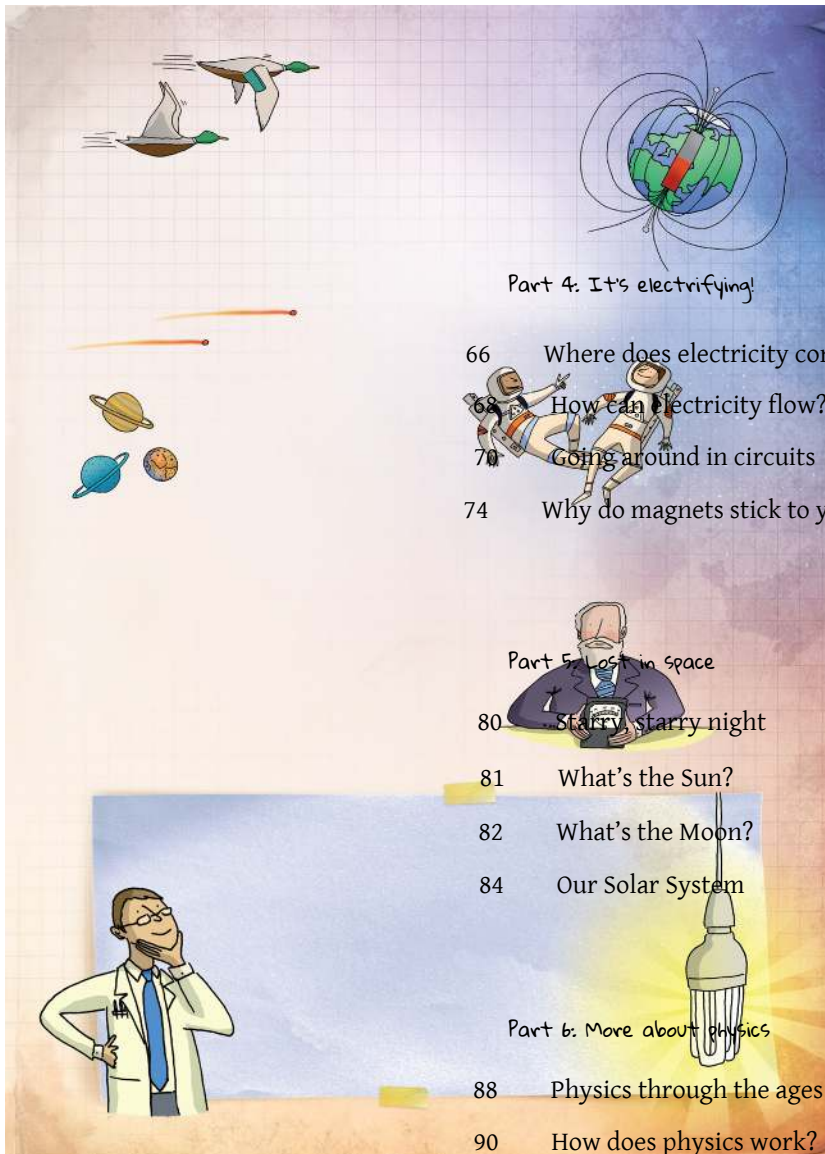 Part 4: It's electrifying!
66 Where does electricity
68 How can electricity flow?
70 Going around in circuits
74 Why do magnets stick to
Part 5: Lost in space
80 Starry, starry night
81 What's the Sun?
82 What's the Moon?
84 Our Solar System
Part 6: More about physics
88 Physics through the ages
90 How does physics work?